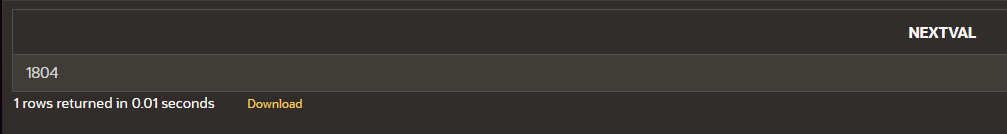 NEXTVAL
1804
1 rows returned in 0.01 seconds Download